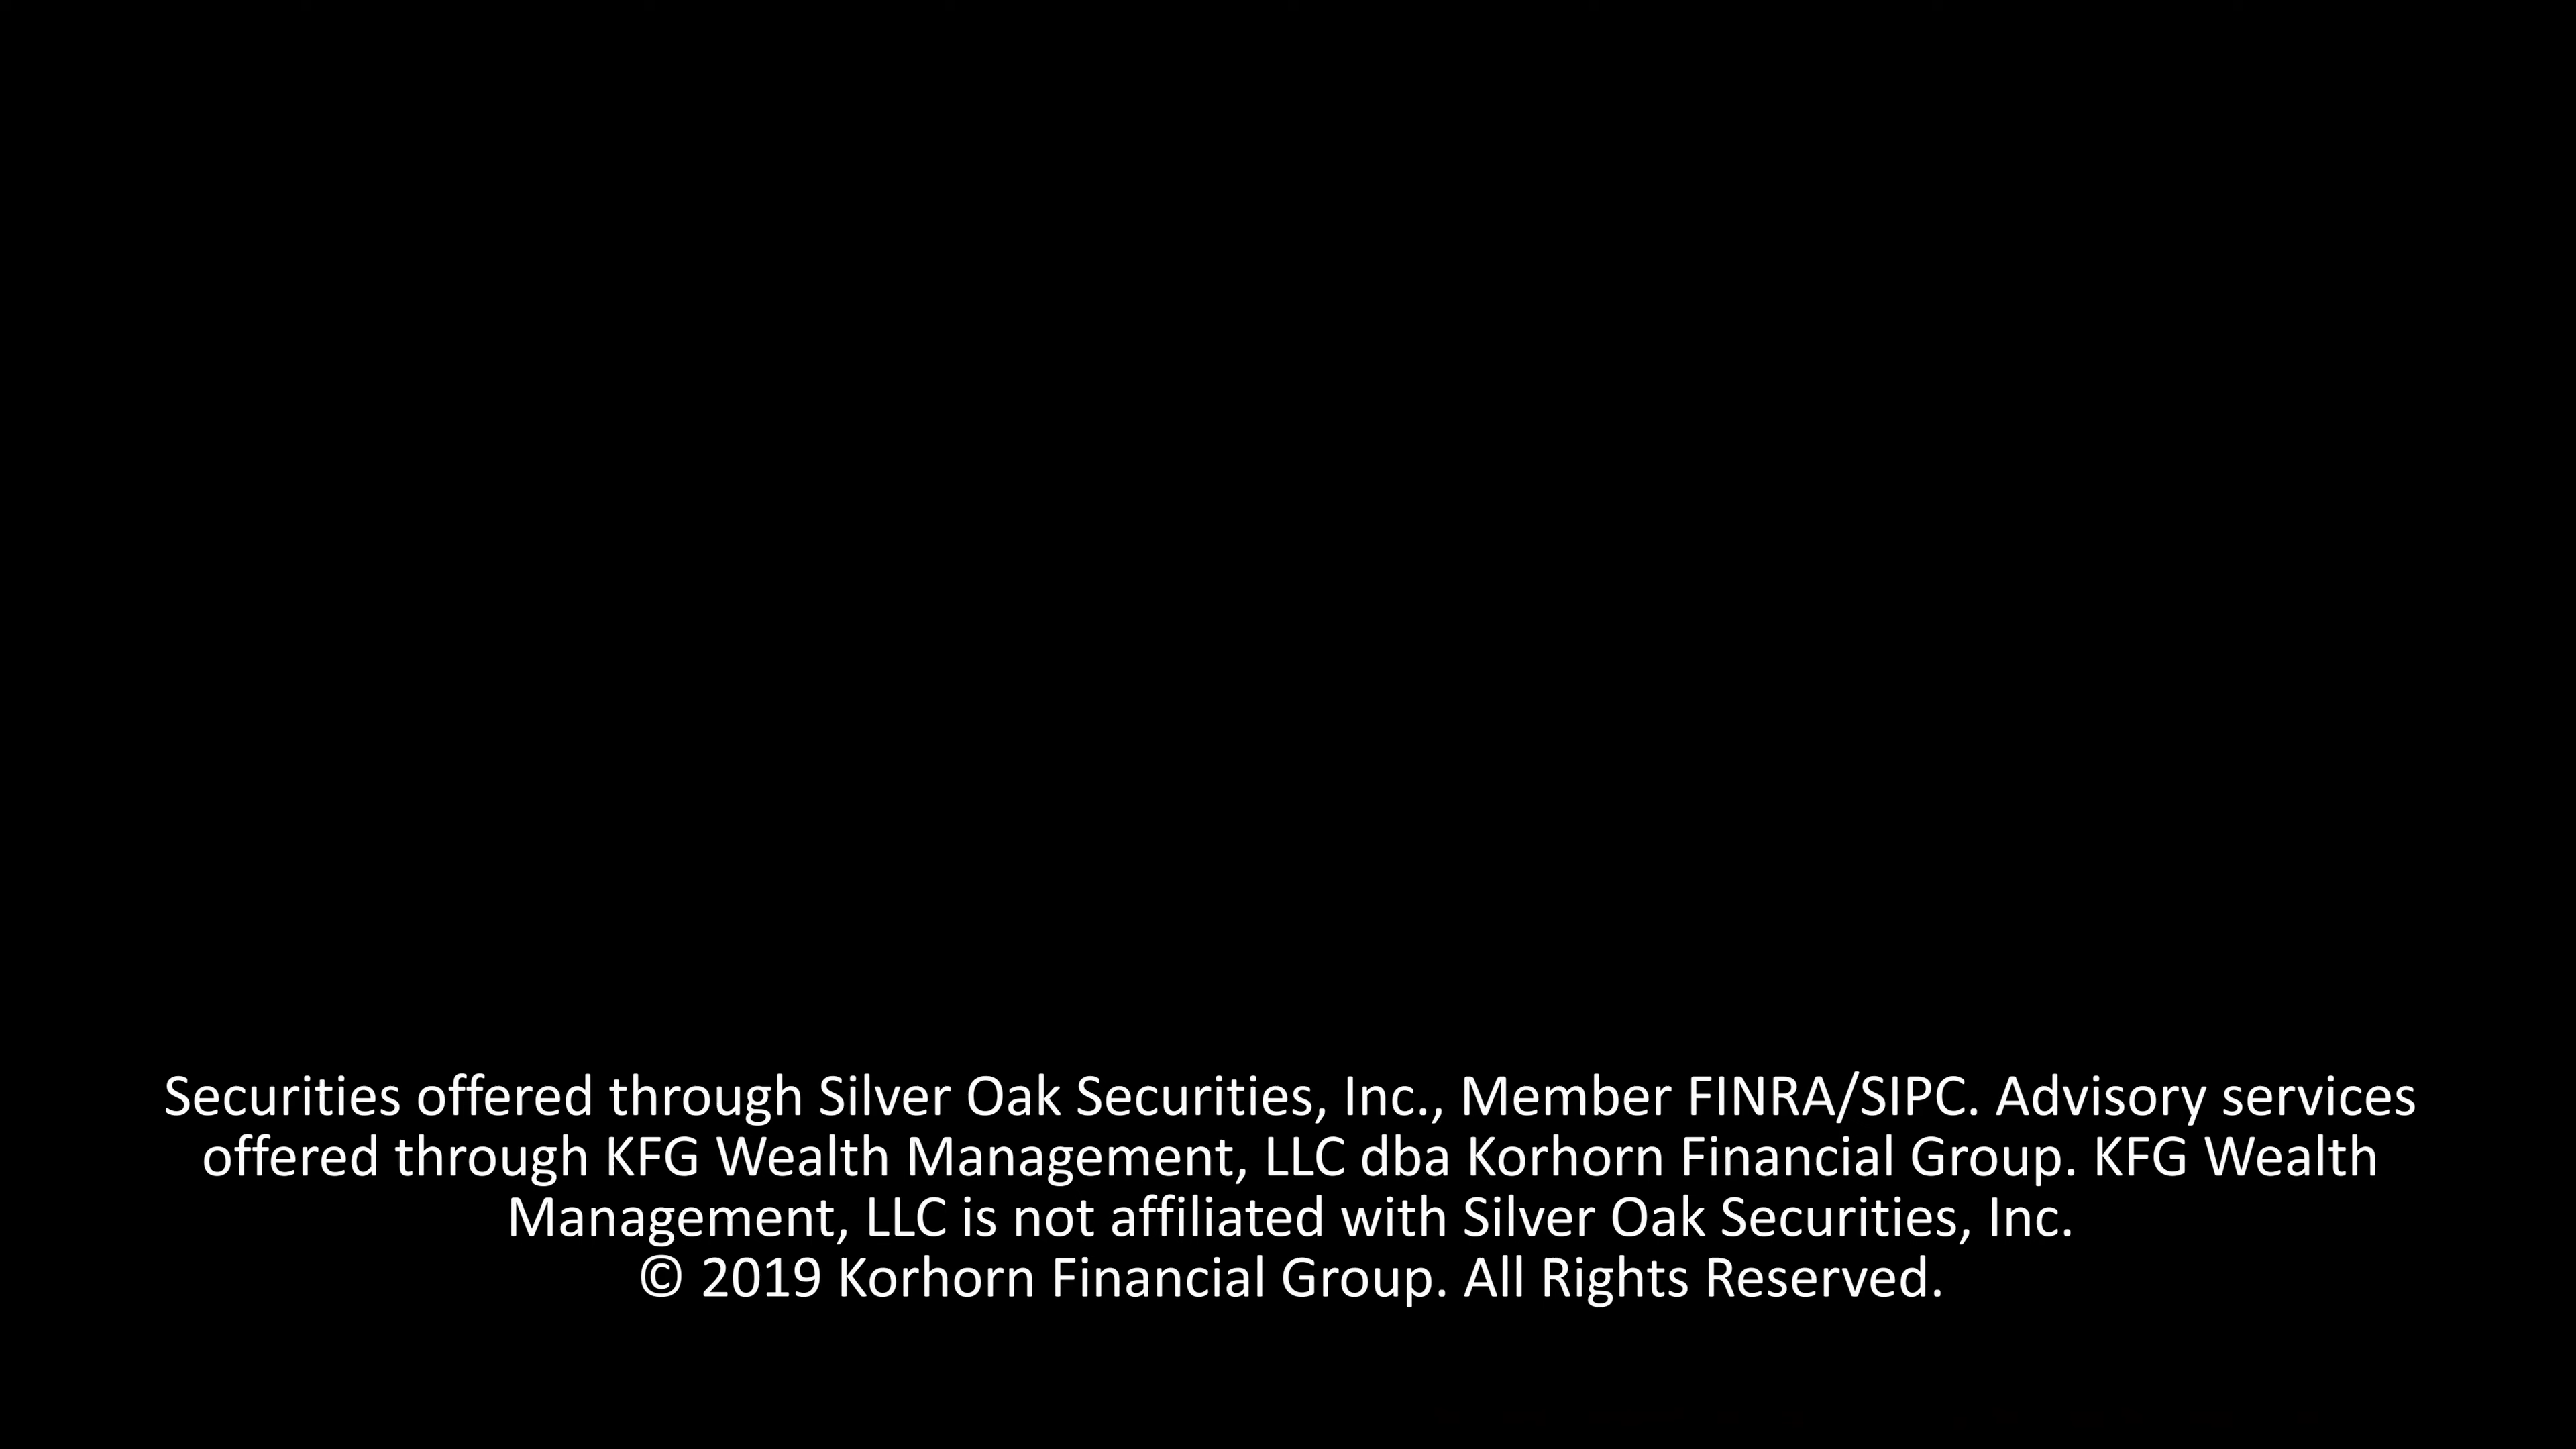 Securities offered through Silver Oak Securities, Inc., Member FINRA/SIPC. Advisory services
offered through KFG Wealth Management, LLC dba Korhorn Financial Group. KFG Wealth
Management, LLC is not affiliated with Silver Oak Securities, Inc.
© 2019 Korhorn Financial Group. All Rights Reserved.